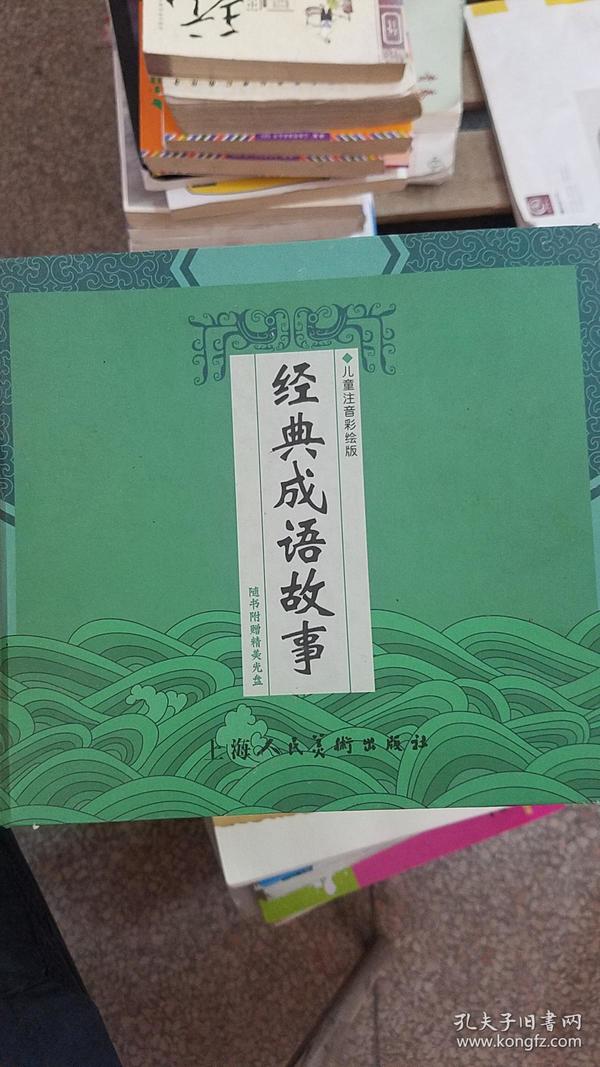 儿童注音彩绘版
经典成语故事
随书附赠精美光盘
上海人民美術出版社
孔夫子旧书网
www.kongfz.com